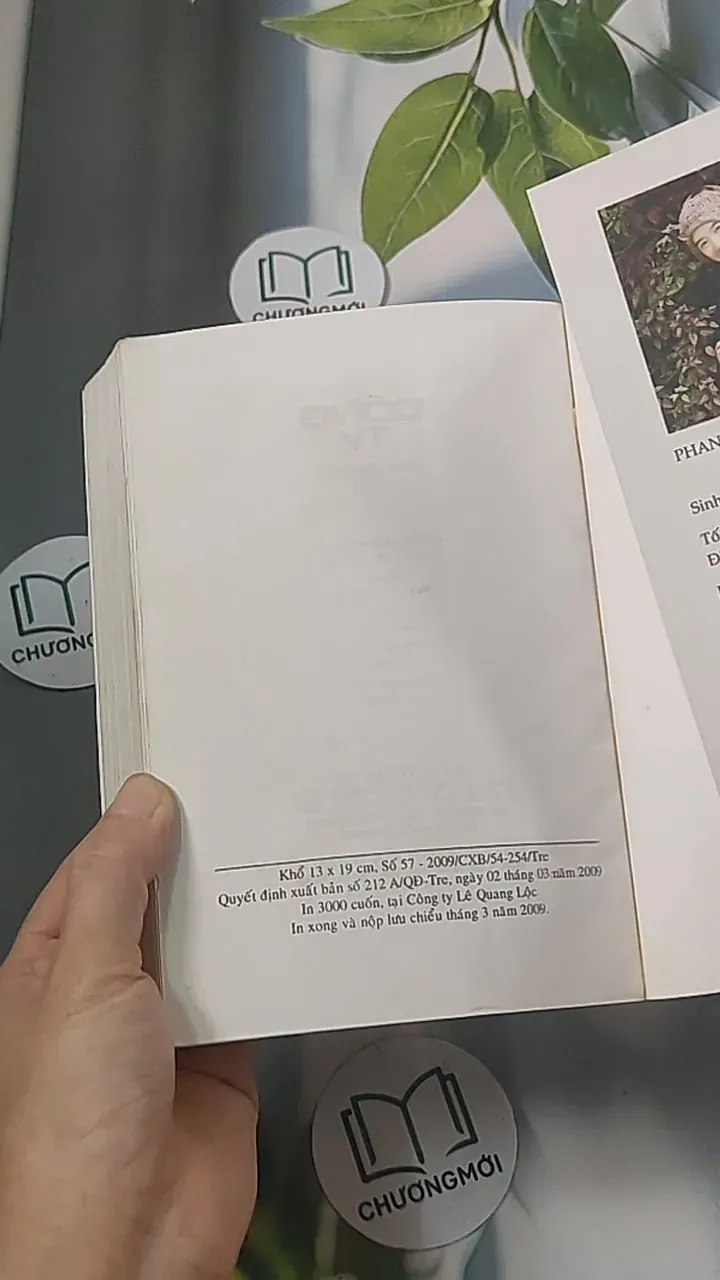 CHƯƠNGMỚI
PHAN
Sinh
Tố
Đ
CHƯƠNG
Khổ 13 x 19 cm, Số 57 - 2009/CXB/54-254/Tre
Quyết định xuất bản số 212 A/QĐ-Tre, ngày 02 tháng 03 năm 2009
In 3000 cuốn, tại Công ty Lê Quang Lộc
In xong và nộp lưu chiểu tháng 3 năm 2009.
CHƯƠNGMỚI